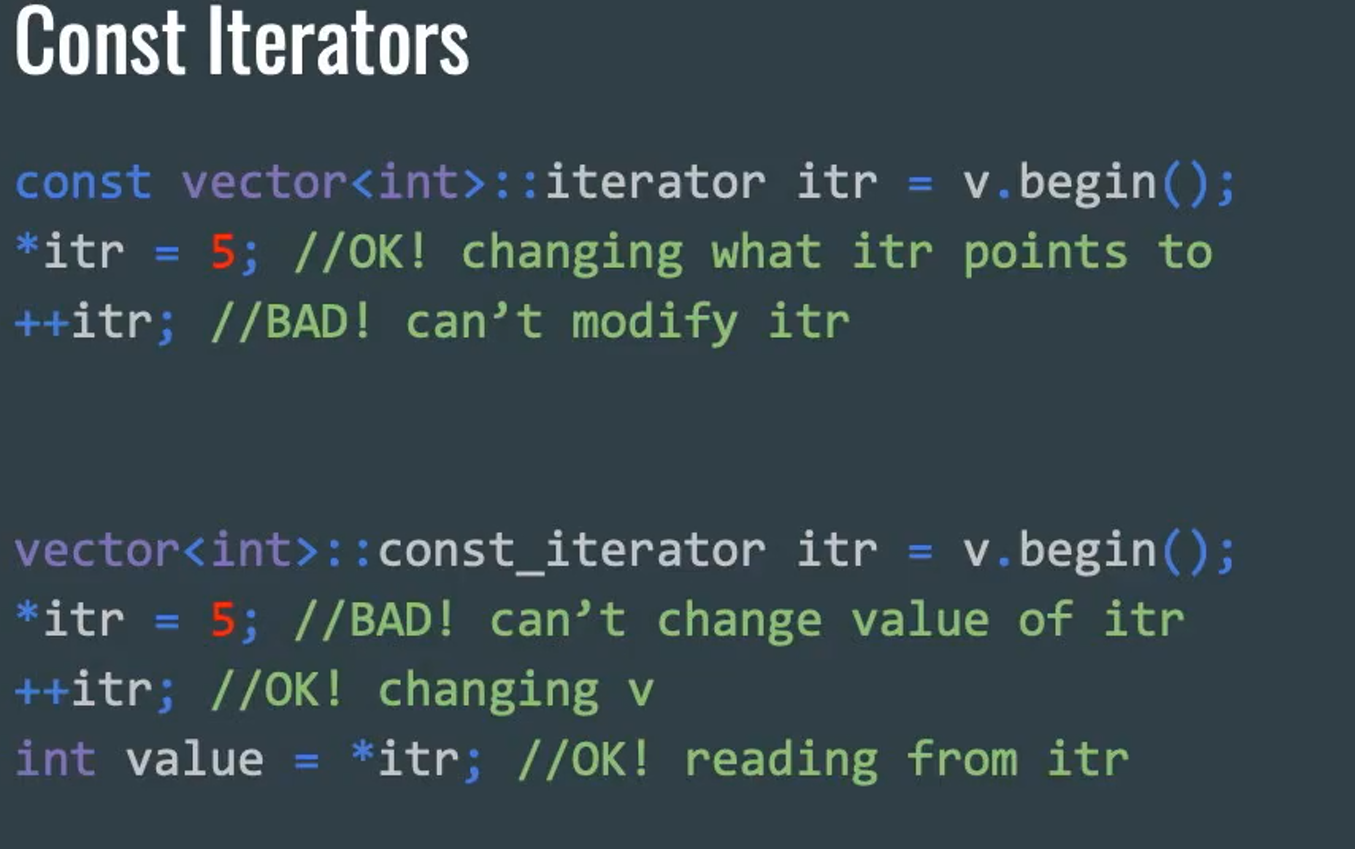 Const Iterators
const vector<int>::iterator itr = v.begin();
*itr = 5; //OK! changing what itr points to
++itr; //BAD! can’t modify itr
vector<int>::const_iterator itr = v.begin();
*itr = 5; //BAD! can’t change value of itr
++itr; //OK! changing v
int value = *itr; //OK! reading from itr